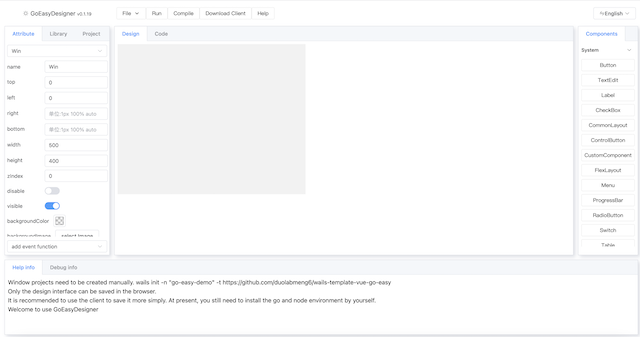 GoEasyDesigner v0.1.19
File
Run
Compile
Download Client
Help
English
Attribute
Library
Project
Win
name
Win
top
0
left
0
right
单位 1px 100% auto
bottom
单位 1px 100% auto
width
500
height
400
zindex
0
disable
visible
backgroundColor
backgroundImage
select Image
add event function
Design
Code
Components
System
Button
TextEdit
Label
CheckBox
CommonLayout
ControlButton
CustomComponent
FlexLayout
Menu
ProgressBar
RadioButton
Switch
Table
Help info
Debug info
Window projects need to be created manually. wails init -n "go-easy-demo" -t https://github.com/duolabmeng6/wails-template-vue-go-easy
Only the design interface can be saved in the browser.
It is recommended to use the client to save it more simply. At present, you still need to install the go and node environment by yourself.
Welcome to use GoEasyDesigner